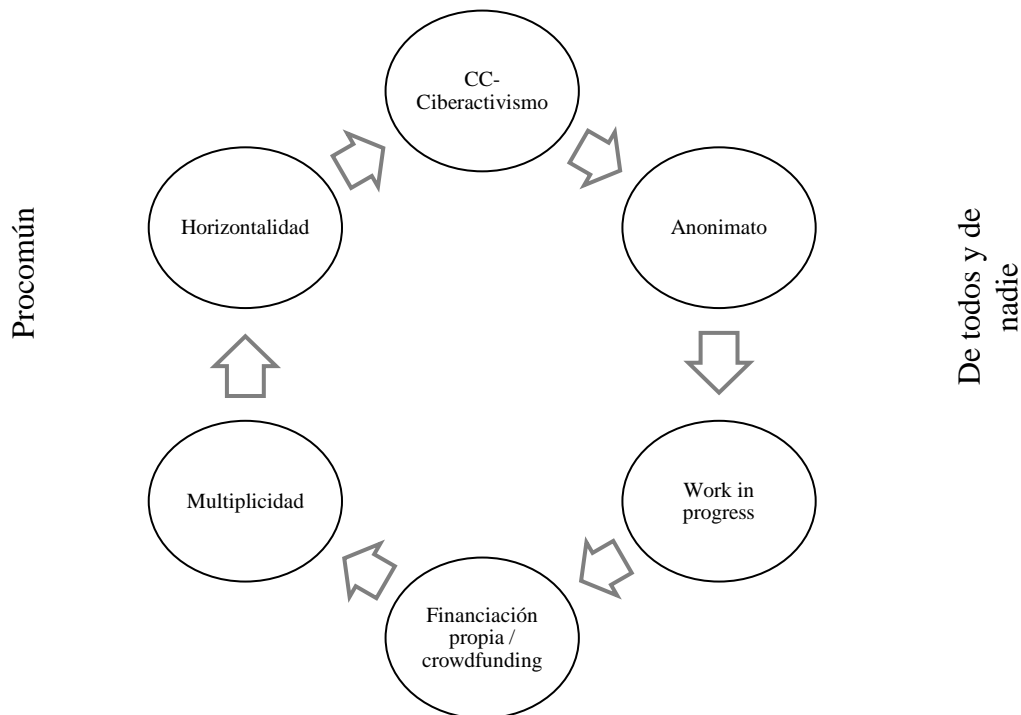 CC-
Ciberactivismo
Anonimato
Work in
progress
Financiación
propia /
crowdfunding
Multiplicidad
Horizontalidad
Procomún
De todos y de
nadie